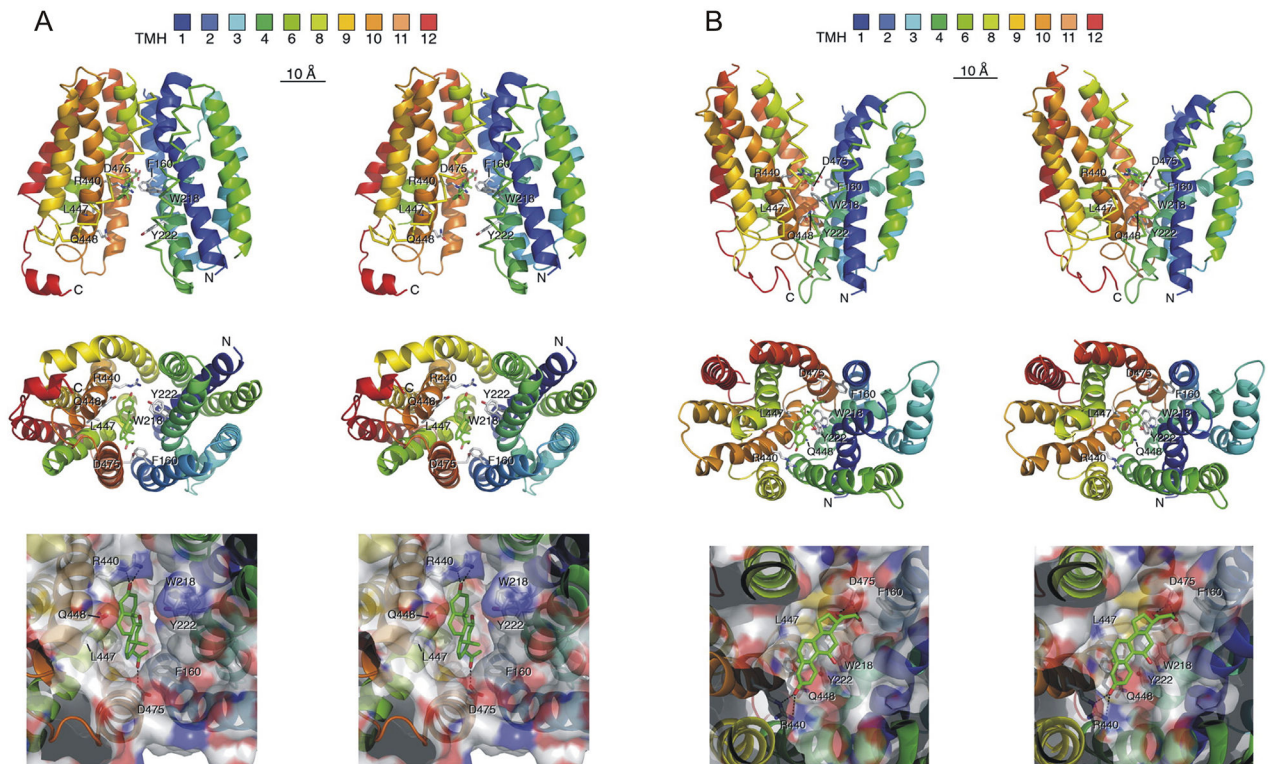 A
TMH 1 2 3 4 6 8 9 10 11 12
10 Å
D475 F160
R440
L447 W218
Q448 Y222
N
C
D475 F160
R440
L447 W218
Q448 Y222
N
C
N
C R440 Y222
Q448
L447 W218
D475 F160
N
C R440 Y222
Q448
L447 W218
D475 F160
R440 W218
Q448 Y222
L447
F160
D475
R440 W218
Q448 Y222
L447
F160
D475
B
TMH 1 2 3 4 6 8 9 10 11 12
10 Å
D475
R440 F160
L447 W218
Q448 Y222
C N
D475
R440 F160
L447 W218
Q448 Y222
C N
D475
F160
L447 W218
Y222
R440 Q448
N
D475
F160
L447 W218
Y222
R440 Q448
N
D475
F160
L447
W218
Y222
Q448
R440
D475
F160
L447
W218
Y222
Q448
R440